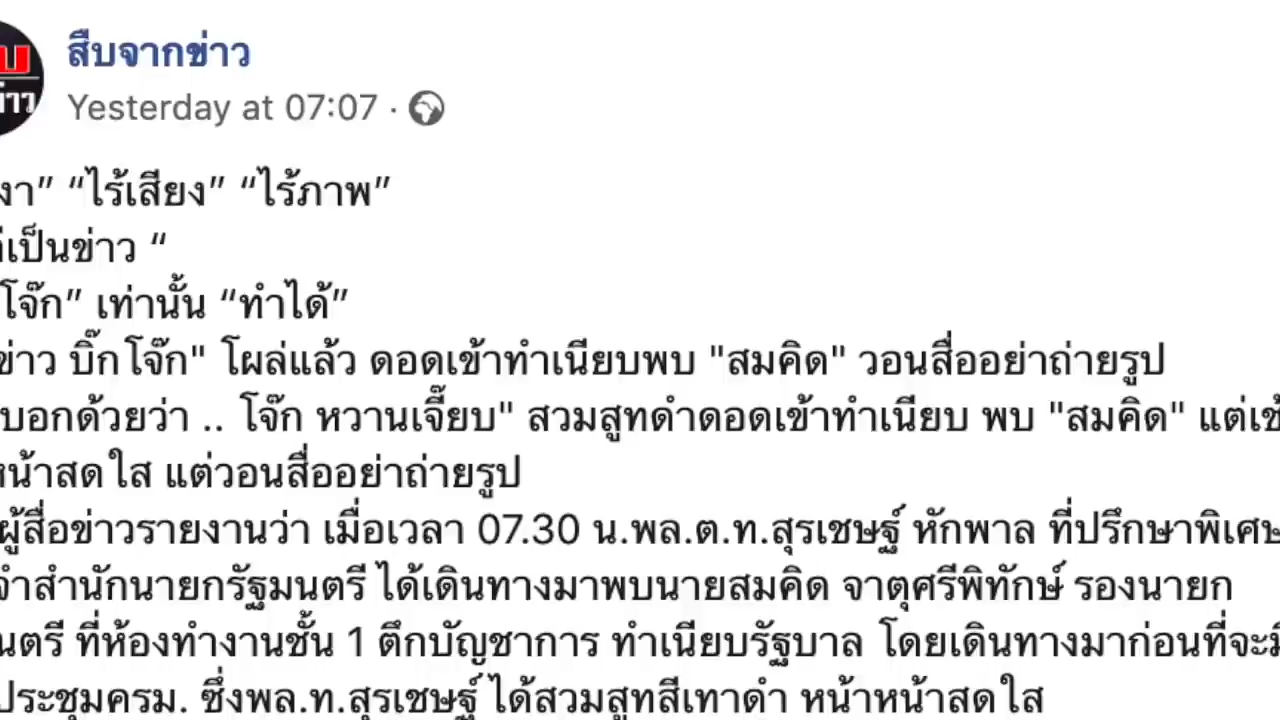 สืบจากข่าว
Yesterday at 07:07 ·
งา” “ไร้เสียง” “ไร้ภาพ”
เป็นข่าว “
โจ๊ก” เท่านั้น “ทำได้”
ข่าว บิ๊กโจ๊ก" โผล่แล้ว ดอดเข้าทำเนียบพบ "สมคิด" วอนสื่ออย่าถ่ายรูป
บอกด้วยว่า .. โจ๊ก หวานเจี๊ยบ" สวมสูทดำดอดเข้าทำเนียบ พบ "สมคิด" แต่เช้
หน้าสดใส แต่วอนสื่ออย่าถ่ายรูป
ผู้สื่อข่าวรายงานว่า เมื่อเวลา 07.30 น.พล.ต.ท.สุรเชษฐ์ หักพาล ที่ปรึกษาพิเศษ
จำสำนักนายกรัฐมนตรี ได้เดินทางมาพบนายสมคิด จาตุศรีพิทักษ์ รองนายก
นตรี ที่ห้องทำงานชั้น 1 ตึกบัญชาการ ทำเนียบรัฐบาล โดยเดินทางมาก่อนที่จะมี
ประชุมครม. ซึ่งพล.ท.สุรเชษฐ์ ได้สวมสูทสีเทาดำ หน้าหน้าสดใส